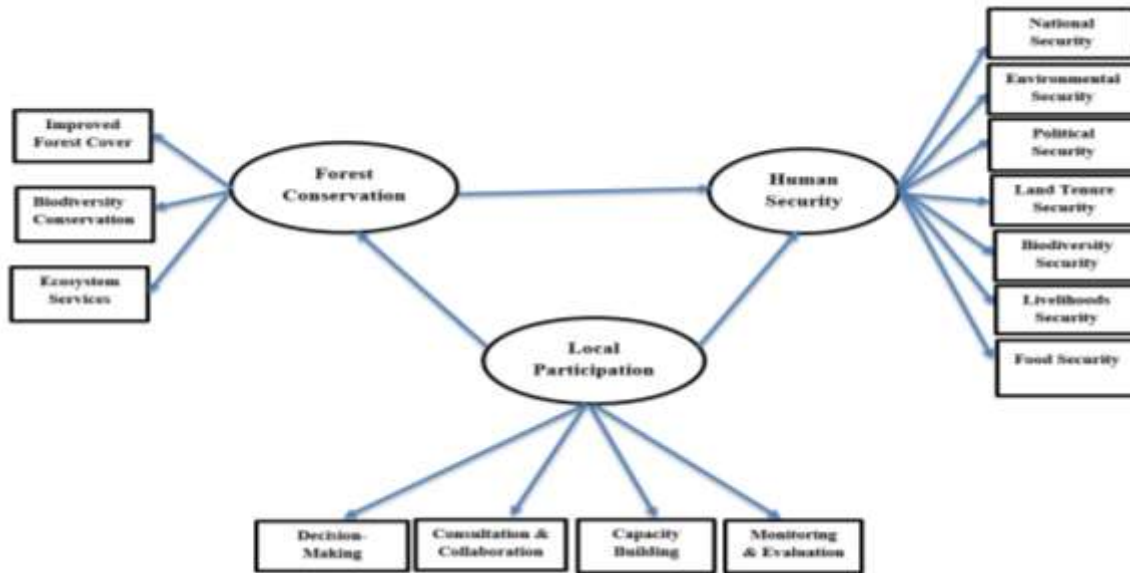 National
Security
Environmental
Security
Political
Security
Land Tenure
Security
Biodiversity
Security
Livelihoods
Security
Food Security
Human
Security
Forest
Conservation
Improved
Forest Cover
Biodiversity
Conservation
Ecosystem
Services
Local
Participation
Decision-
Making
Consultation &
Collaboration
Capacity
Building
Monitoring
& Evaluation